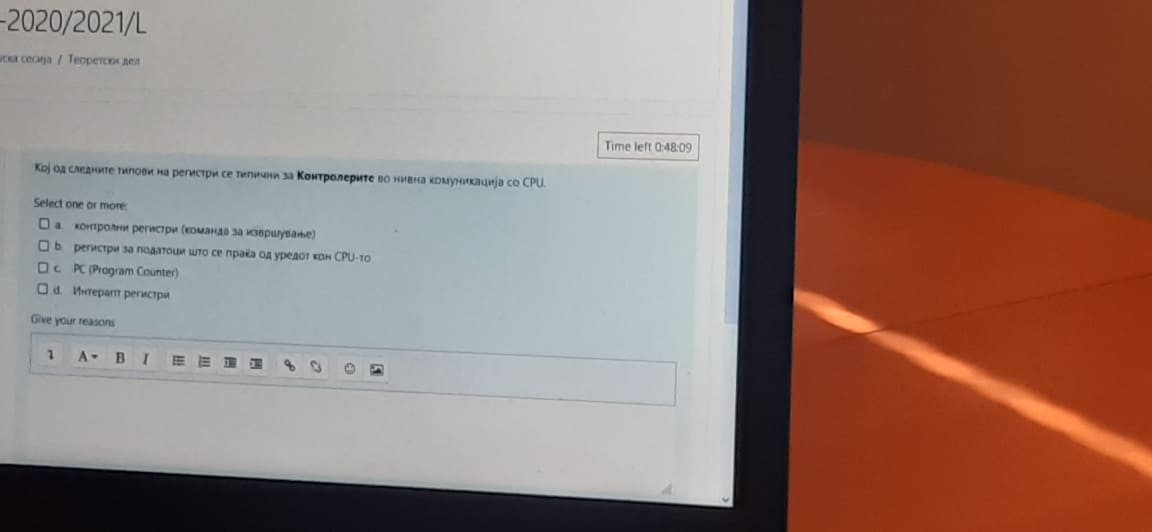 -2020/2021/L
ска сесија / Теоретски дел
Time left 0:48:09
Кој од следните типови на регистри се типични за Контролерите во нивна комуникација со CPU.
Select one or more:
a. контролни регистри (команда за извршување)
b. регистри за податоци што се праќа од уредот кон CPU-то
c. PC (Program Counter)
d. Интерапт регистри
Give your reasons
A B I